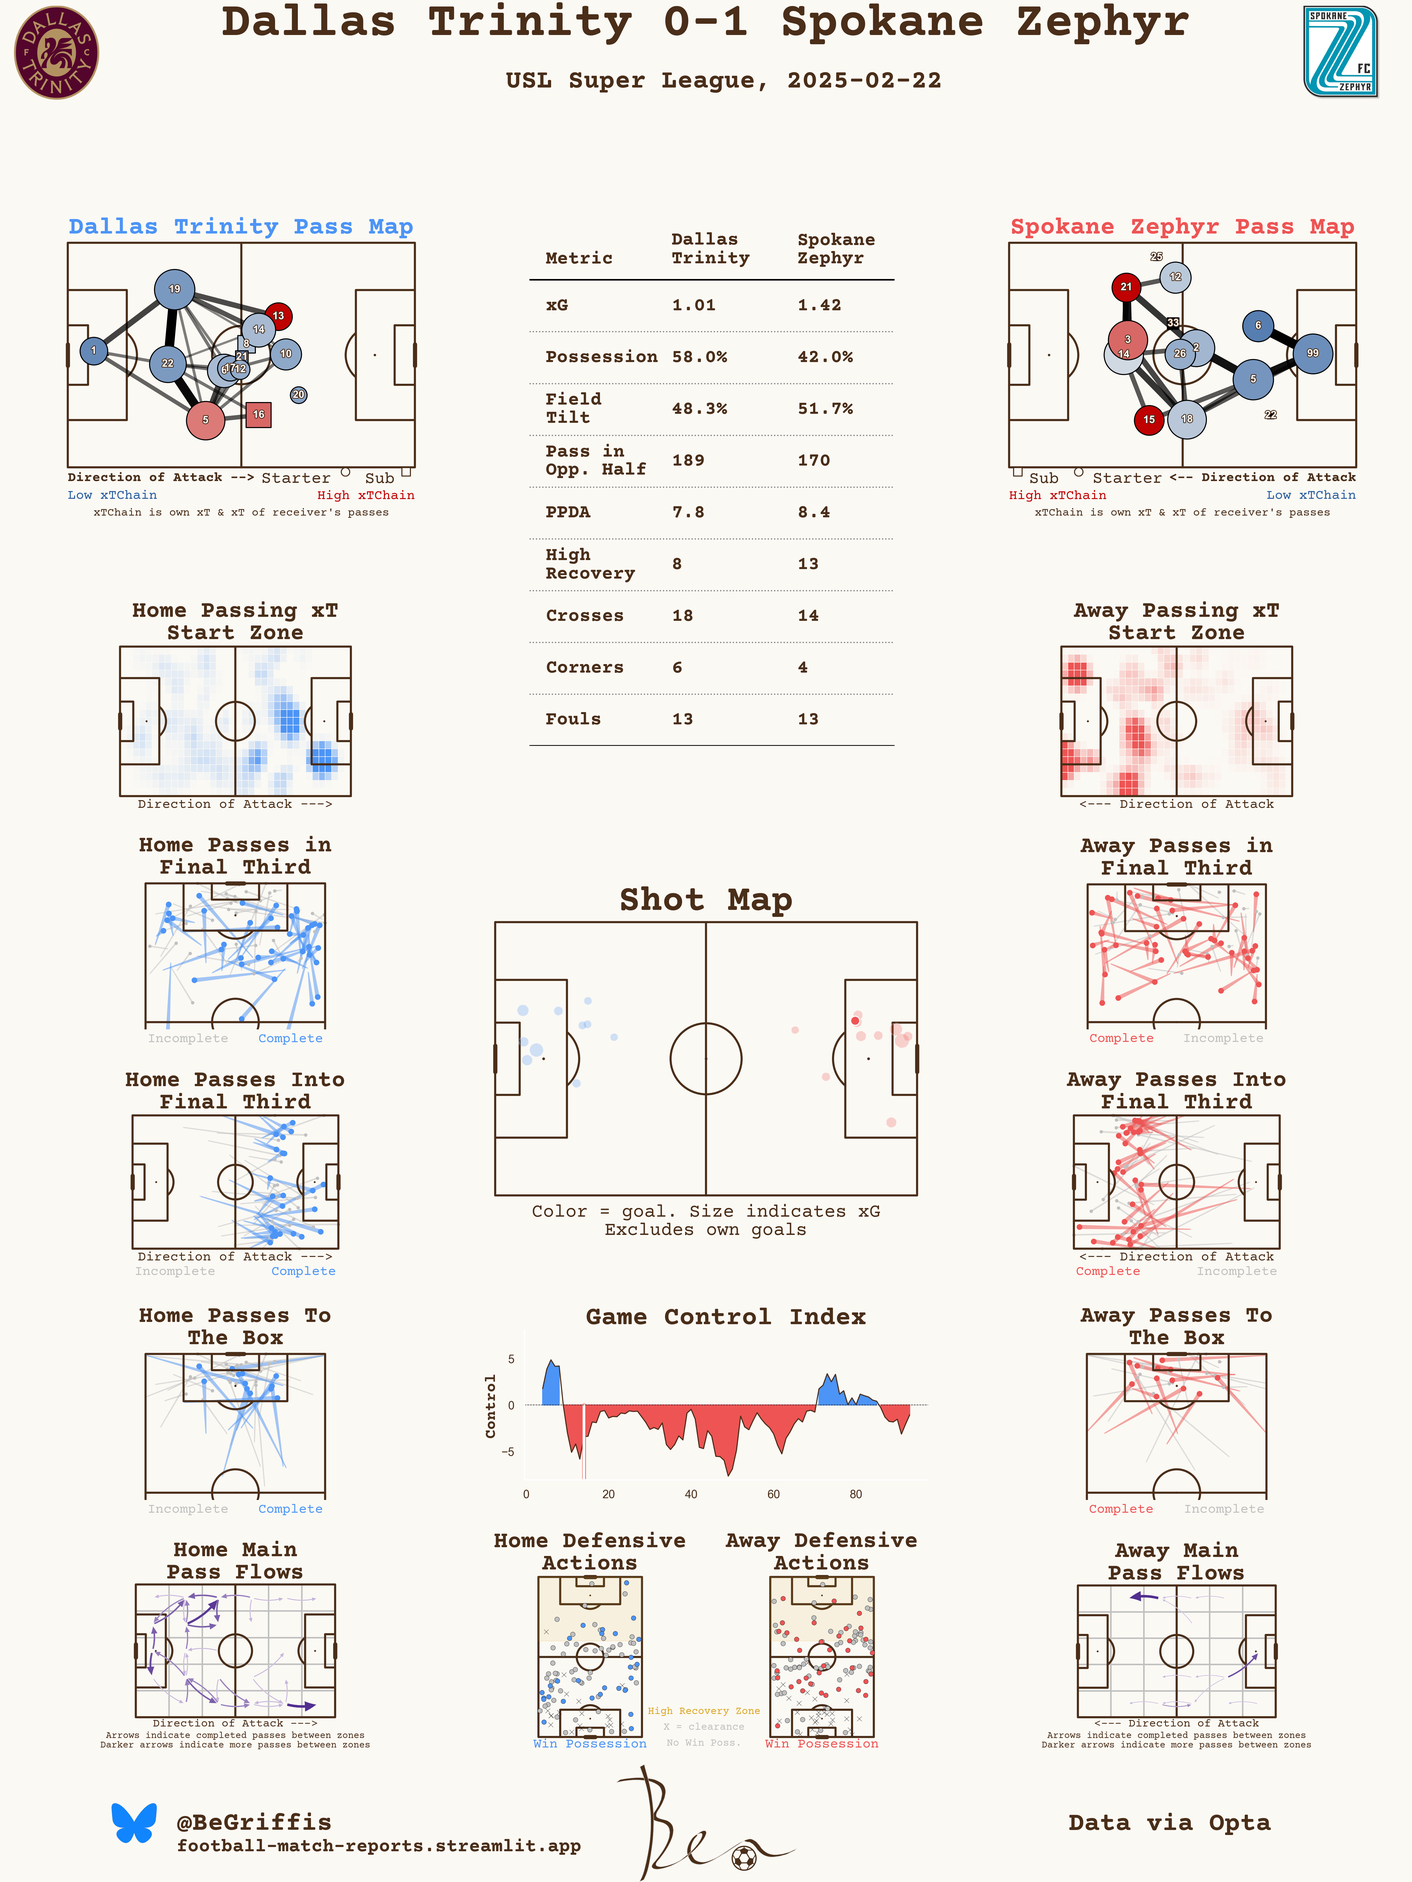 Dallas Trinity 0-1 Spokane Zephyr
USL Super League, 2025-02-22
DALLAS
F C
TRINITY
SPOKANE
FC
ZEPHYR
Dallas Trinity Pass Map
19
13
14
8
1
21
10
22
6
17
12
20
5
16
Direction of Attack --> Starter Sub
Low xTChain High xTChain
xTChain is own xT & xT of receiver's passes
Metric Dallas Trinity Spokane Zephyr
xG 1.01 1.42
Possession 58.0% 42.0%
Field Tilt 48.3% 51.7%
Pass in Opp. Half 189 170
PPDA 7.8 8.4
High Recovery 8 13
Crosses 18 14
Corners 6 4
Fouls 13 13
Spokane Zephyr Pass Map
25
12
21
33
6
3
14
26
2
99
5
15
18
22
Sub Starter <-- Direction of Attack
High xTChain Low xTChain
xTChain is own xT & xT of receiver's passes
Home Passing xT
Start Zone
Direction of Attack --->
Away Passing xT
Start Zone
<--- Direction of Attack
Home Passes in
Final Third
Incomplete Complete
Away Passes in
Final Third
Complete Incomplete
Shot Map
Color = goal. Size indicates xG
Excludes own goals
Home Passes Into
Final Third
Direction of Attack --->
Incomplete Complete
Away Passes Into
Final Third
<--- Direction of Attack
Complete Incomplete
Home Passes To
The Box
Incomplete Complete
Game Control Index
Control
5
0
−5
0 20 40 60 80
Away Passes To
The Box
Complete Incomplete
Home Main
Pass Flows
Direction of Attack --->
Arrows indicate completed passes between zones
Darker arrows indicate more passes between zones
Home Defensive
Actions
Win Possession
Away Defensive
Actions
Win Possession
High Recovery Zone
X = clearance
No Win Poss.
Away Main
Pass Flows
<--- Direction of Attack
Arrows indicate completed passes between zones
Darker arrows indicate more passes between zones
@BeGriffis
football-match-reports.streamlit.app
Ben
Data via Opta